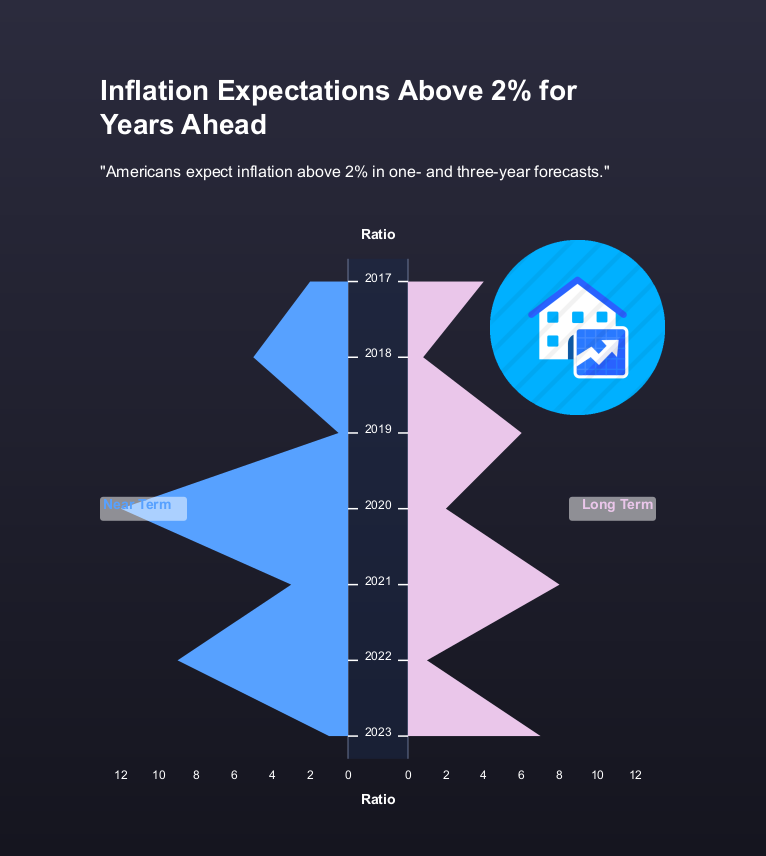 Inflation Expectations Above 2% for
Years Ahead
"Americans expect inflation above 2% in one- and three-year forecasts."
Ratio
2017
2018
2019
Near Term
2020
Long Term
2021
2022
2023
12 10 8 6 4 2 0 0 2 4 6 8 10 12
Ratio